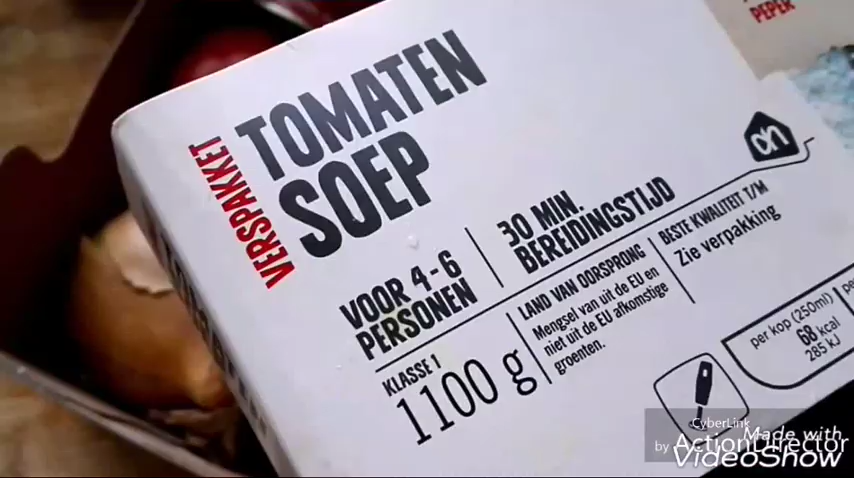 PEPER
VERSPAKKET
TOMATEN
SOEP
VOOR 4-6
PERSONEN
30 MIN.
BEREIDINGSTIJD
KLASSE 1
1100 g
LAND VAN OORSPRONG
Mengsel van uit de EU en
niet uit de EU afkomstige
groenten.
BESTE KWALITEIT T/M
Zie verpakking
per kop (250ml)
68 kcal
285 kJ
CyberLink
by ActionDirector
Made with
VideoShow